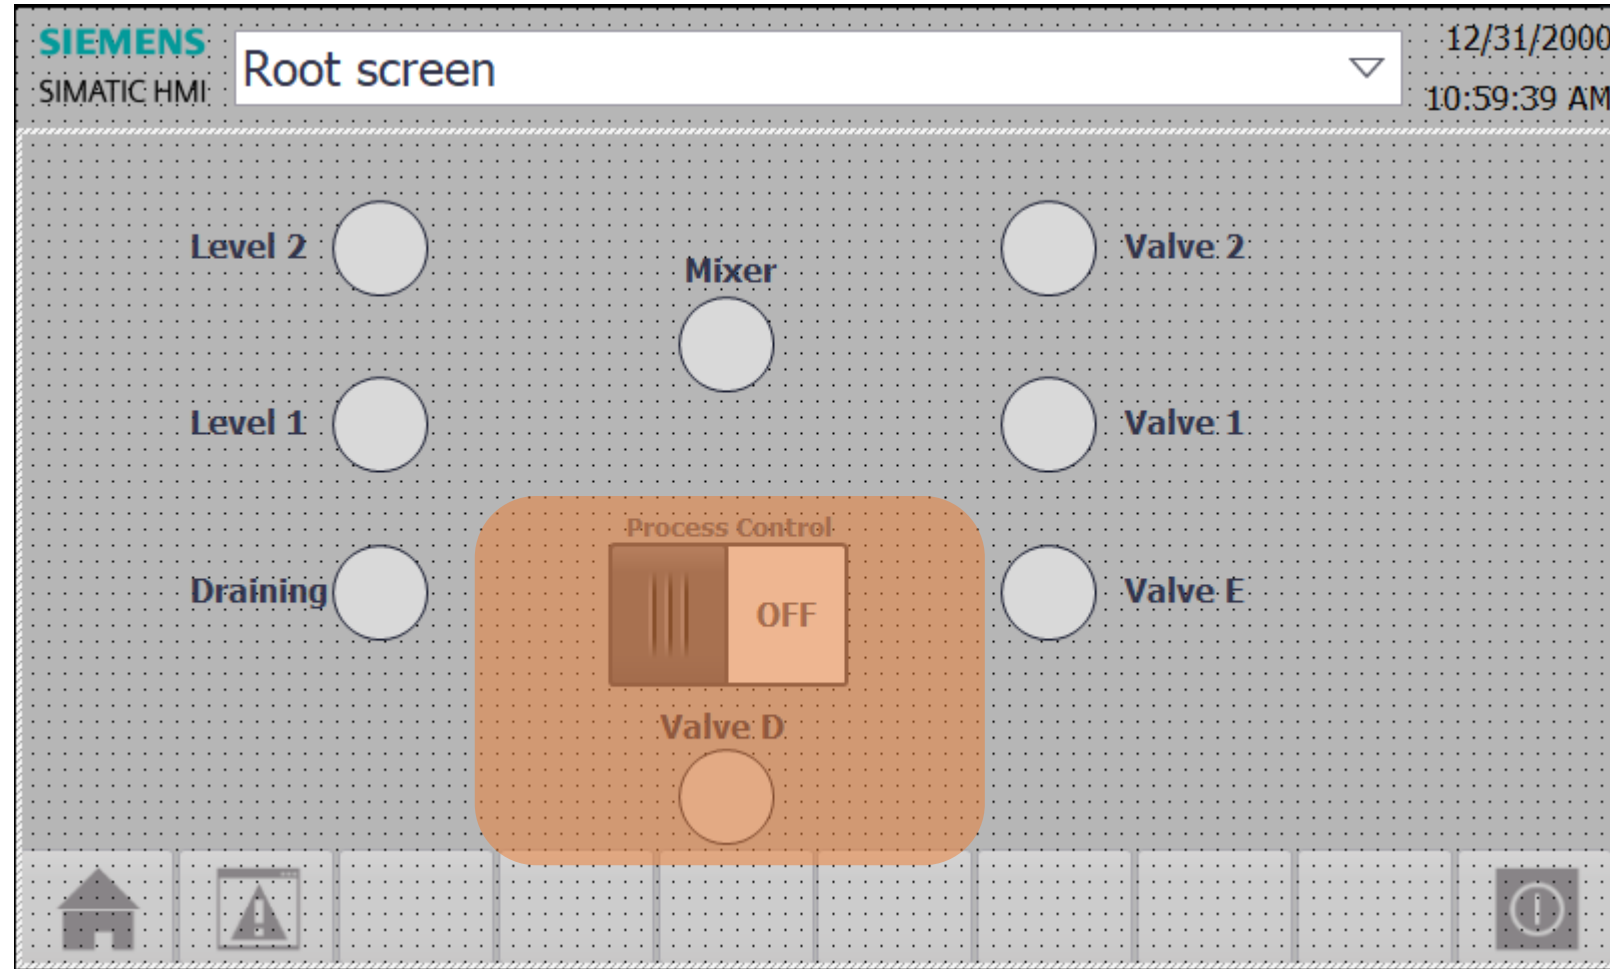 SIEMENS
SIMATIC HMI
Root screen
12/31/2000
10:59:39 AM
Level 2
Mixer
Valve 2
Level 1
Valve 1
Process Control
Draining
OFF
Valve E
Valve D